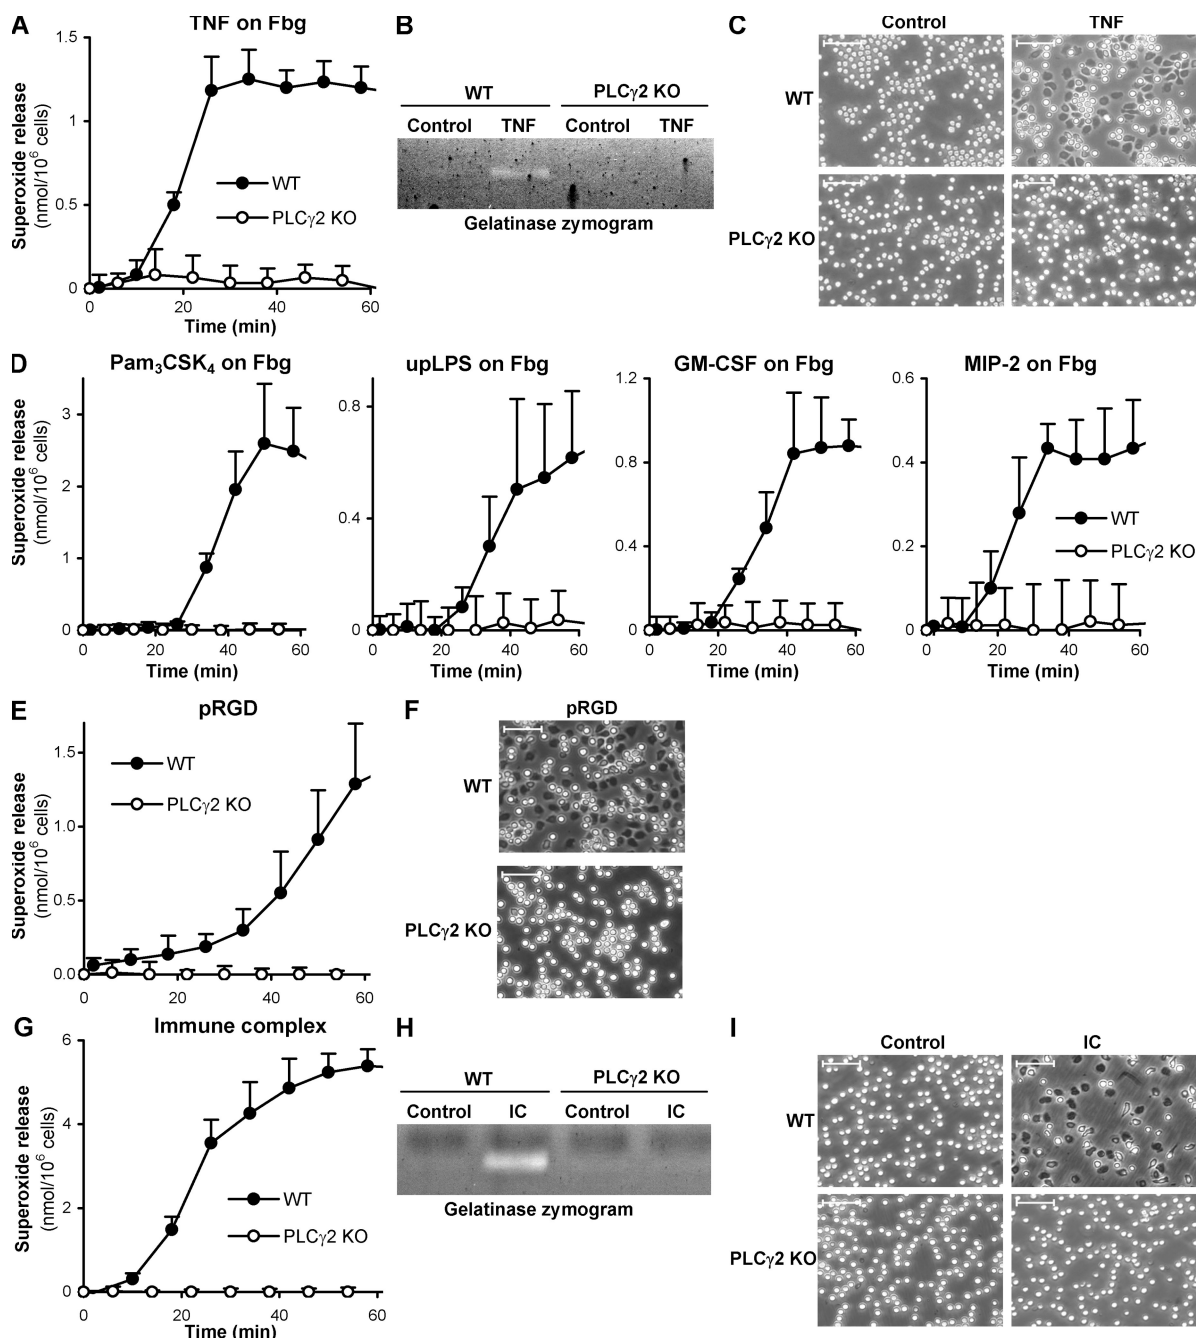 A
TNF on Fbg
Superoxide release
(nmol/10⁶ cells)
1.5
1
0.5
0
0
20
40
60
Time (min)
WT
PLCγ2 KO
B
WT
PLCγ2 KO
Control
TNF
Control
TNF
Gelatinase zymogram
C
Control
TNF
WT
PLCγ2 KO
D
Pam₃CSK₄ on Fbg
Superoxide release
(nmol/10⁶ cells)
3
2
1
0
0
20
40
60
Time (min)
upLPS on Fbg
0.8
0.4
0
0
20
40
60
Time (min)
GM-CSF on Fbg
1.2
0.8
0.4
0
0
20
40
60
Time (min)
MIP-2 on Fbg
0.6
0.4
0.2
0
0
20
40
60
Time (min)
WT
PLCγ2 KO
E
pRGD
Superoxide release
(nmol/10⁶ cells)
1.5
1.0
0.5
0.0
0
20
40
60
Time (min)
WT
PLCγ2 KO
F
pRGD
WT
PLCγ2 KO
G
Immune complex
Superoxide release
(nmol/10⁶ cells)
6
4
2
0
0
20
40
60
Time (min)
WT
PLCγ2 KO
H
WT
PLCγ2 KO
Control
IC
Control
IC
Gelatinase zymogram
I
Control
IC
WT
PLCγ2 KO